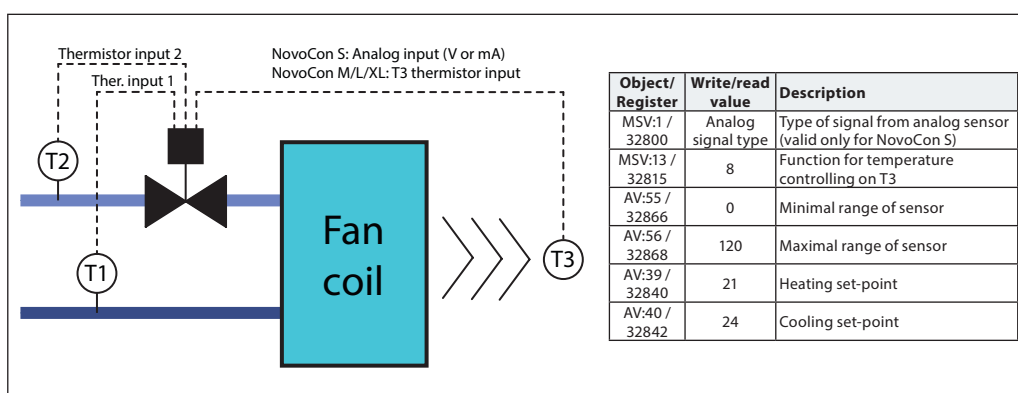 Thermistor input 2
Ther. input 1
NovoCon S: Analog input (V or mA)
NovoCon M/L/XL: T3 thermistor input
T2
T1
Fan
coil
T3
Object/
Register
Write/read
value
Description
MSV:1 /
32800
Analog
signal type
Type of signal from analog sensor
(valid only for NovoCon S)
MSV:13 /
32815
8
Function for temperature
controlling on T3
AV:55 /
32866
0
Minimal range of sensor
AV:56 /
32868
120
Maximal range of sensor
AV:39 /
32840
21
Heating set-point
AV:40 /
32842
24
Cooling set-point